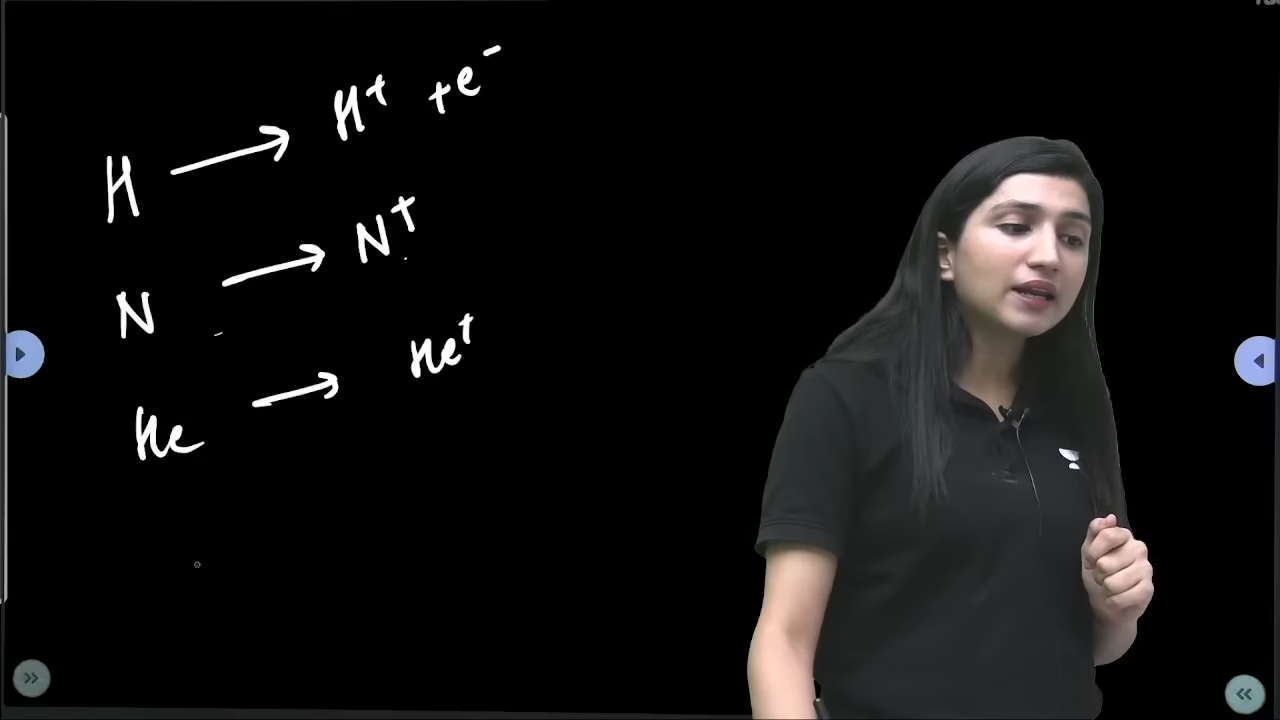 H → H⁺ + e⁻
N → N⁺
He → He⁺